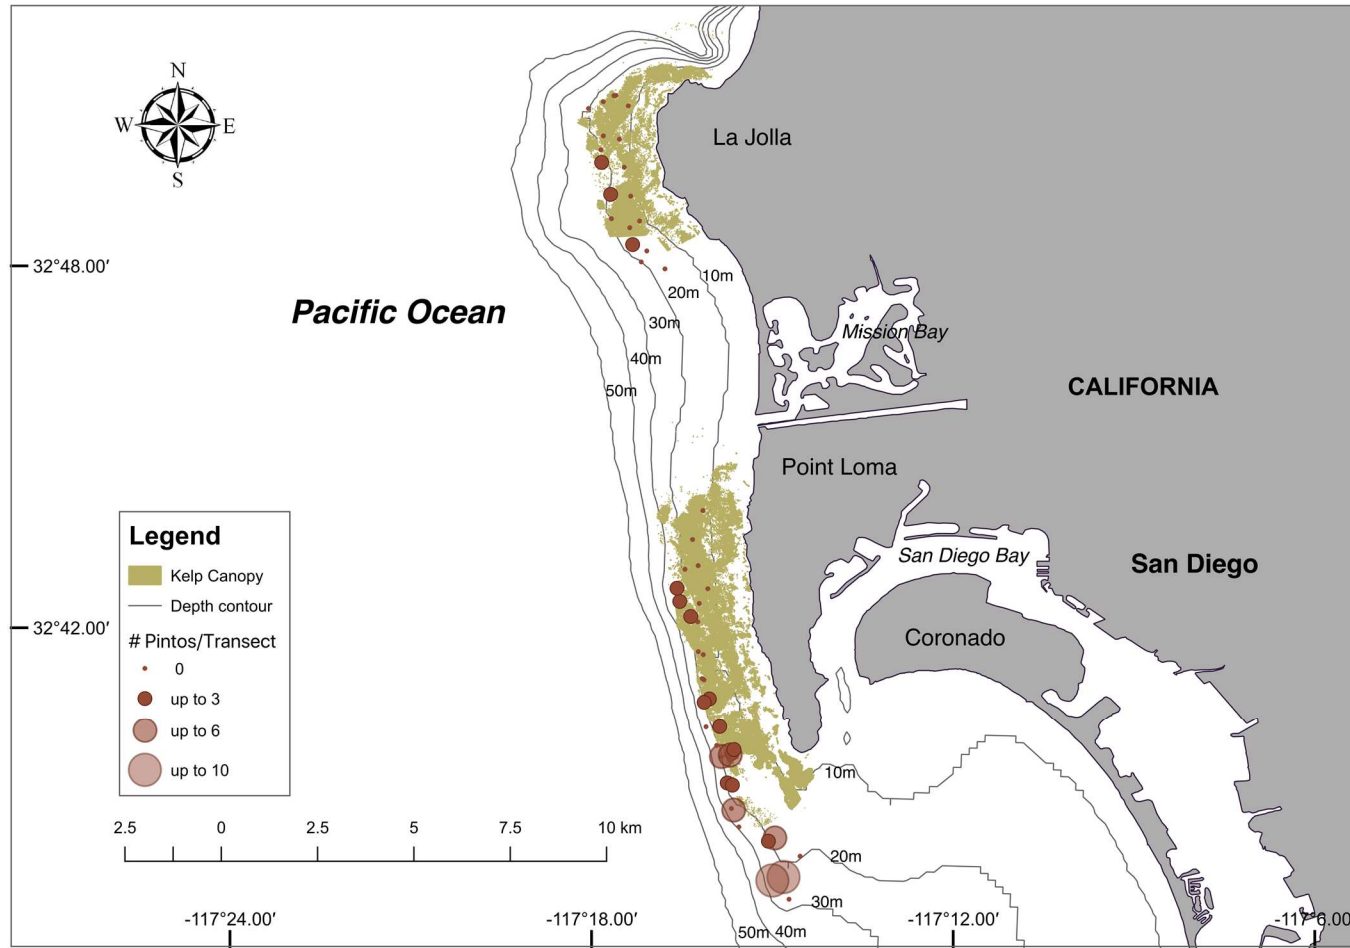 N
W
E
S
La Jolla
32°48.00′
10m
20m
Pacific Ocean
30m
Mission Bay
40m
50m
CALIFORNIA
Point Loma
Legend
Kelp Canopy
Depth contour
# Pintos/Transect
0
up to 3
up to 6
up to 10
San Diego Bay
San Diego
32°42.00′
Coronado
10m
2.5
0
2.5
5
7.5
10 km
20m
30m
-117°24.00′
-117°18.00′
-117°12.00′
-117°6.00
50m
40m